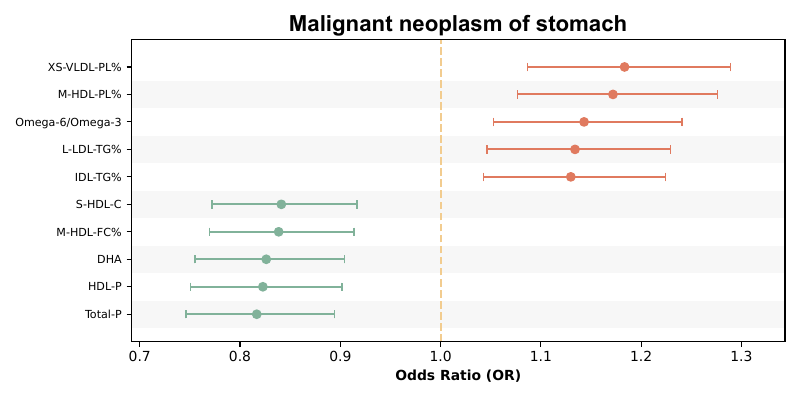 Malignant neoplasm of stomach
XS-VLDL-PL%
M-HDL-PL%
Omega-6/Omega-3
L-LDL-TG%
IDL-TG%
S-HDL-C
M-HDL-FC%
DHA
HDL-P
Total-P
0.7 0.8 0.9 1.0 1.1 1.2 1.3
Odds Ratio (OR)